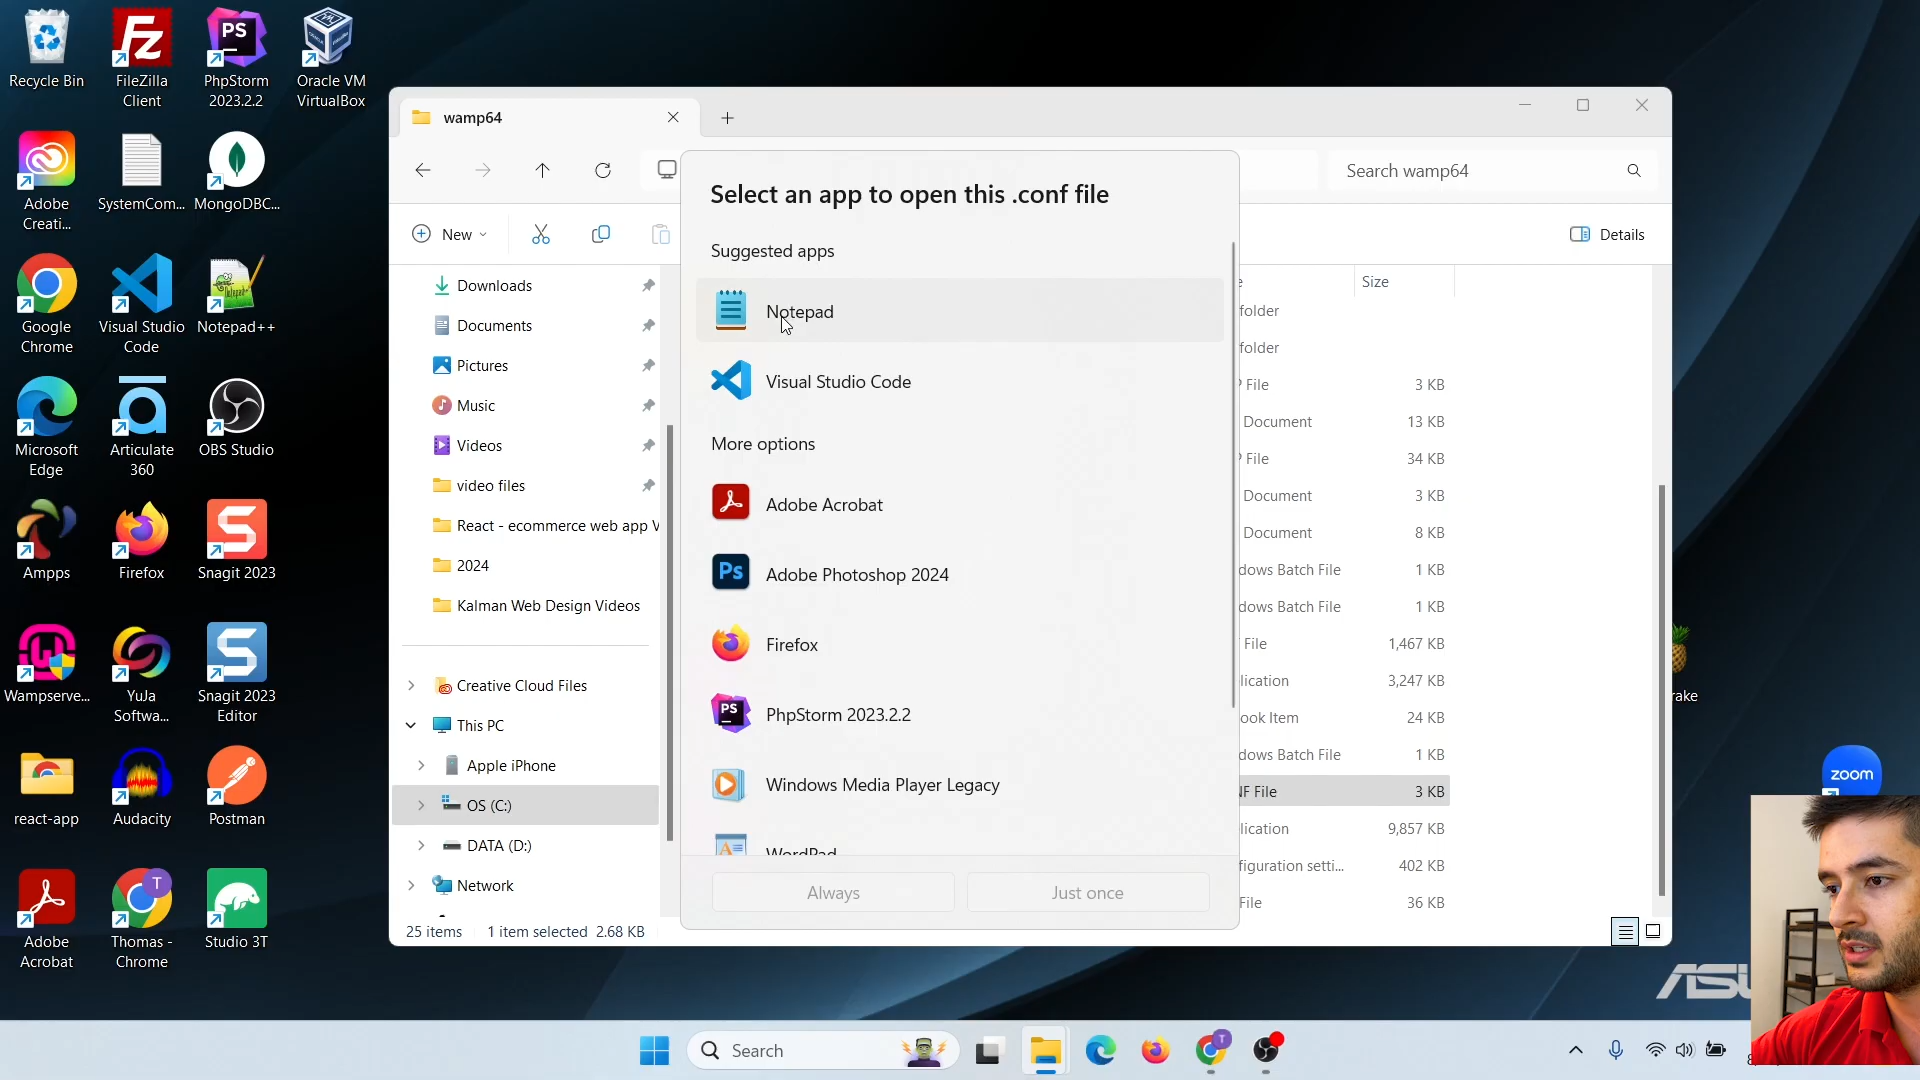 Recycle Bin
FileZilla
Client
PhpStorm
2023.2.2
Oracle VM
VirtualBox
Adobe
Creati...
SystemCom...
MongoDBC...
Google
Chrome
Visual Studio
Code
Notepad++
Microsoft
Edge
Articulate
360
OBS Studio
Ampps
Firefox
Snagit 2023
Wampserve...
YuJa
Softwa...
Snagit 2023
Editor
react-app
Audacity
Postman
Adobe
Acrobat
Thomas -
Chrome
Studio 3T
wamp64
Search wamp64
New
Details
Downloads
Documents
Pictures
Music
Videos
video files
React - ecommerce web app V
2024
Kalman Web Design Videos
Creative Cloud Files
This PC
Apple iPhone
OS (C:)
DATA (D:)
Network
25 items
1 item selected 2.68 KB
Select an app to open this .conf file
Suggested apps
Notepad
Visual Studio Code
More options
Adobe Acrobat
Adobe Photoshop 2024
Firefox
PhpStorm 2023.2.2
Windows Media Player Legacy
WordPad
Always
Just once
Size
folder
folder
File 3 KB
Document 13 KB
File 34 KB
Document 3 KB
Document 8 KB
dows Batch File 1 KB
dows Batch File 1 KB
File 1,467 KB
lication 3,247 KB
ook Item 24 KB
dows Batch File 1 KB
NF File 3 KB
lication 9,857 KB
figuration setti... 402 KB
File 36 KB
rake
zoom
ASU
Search